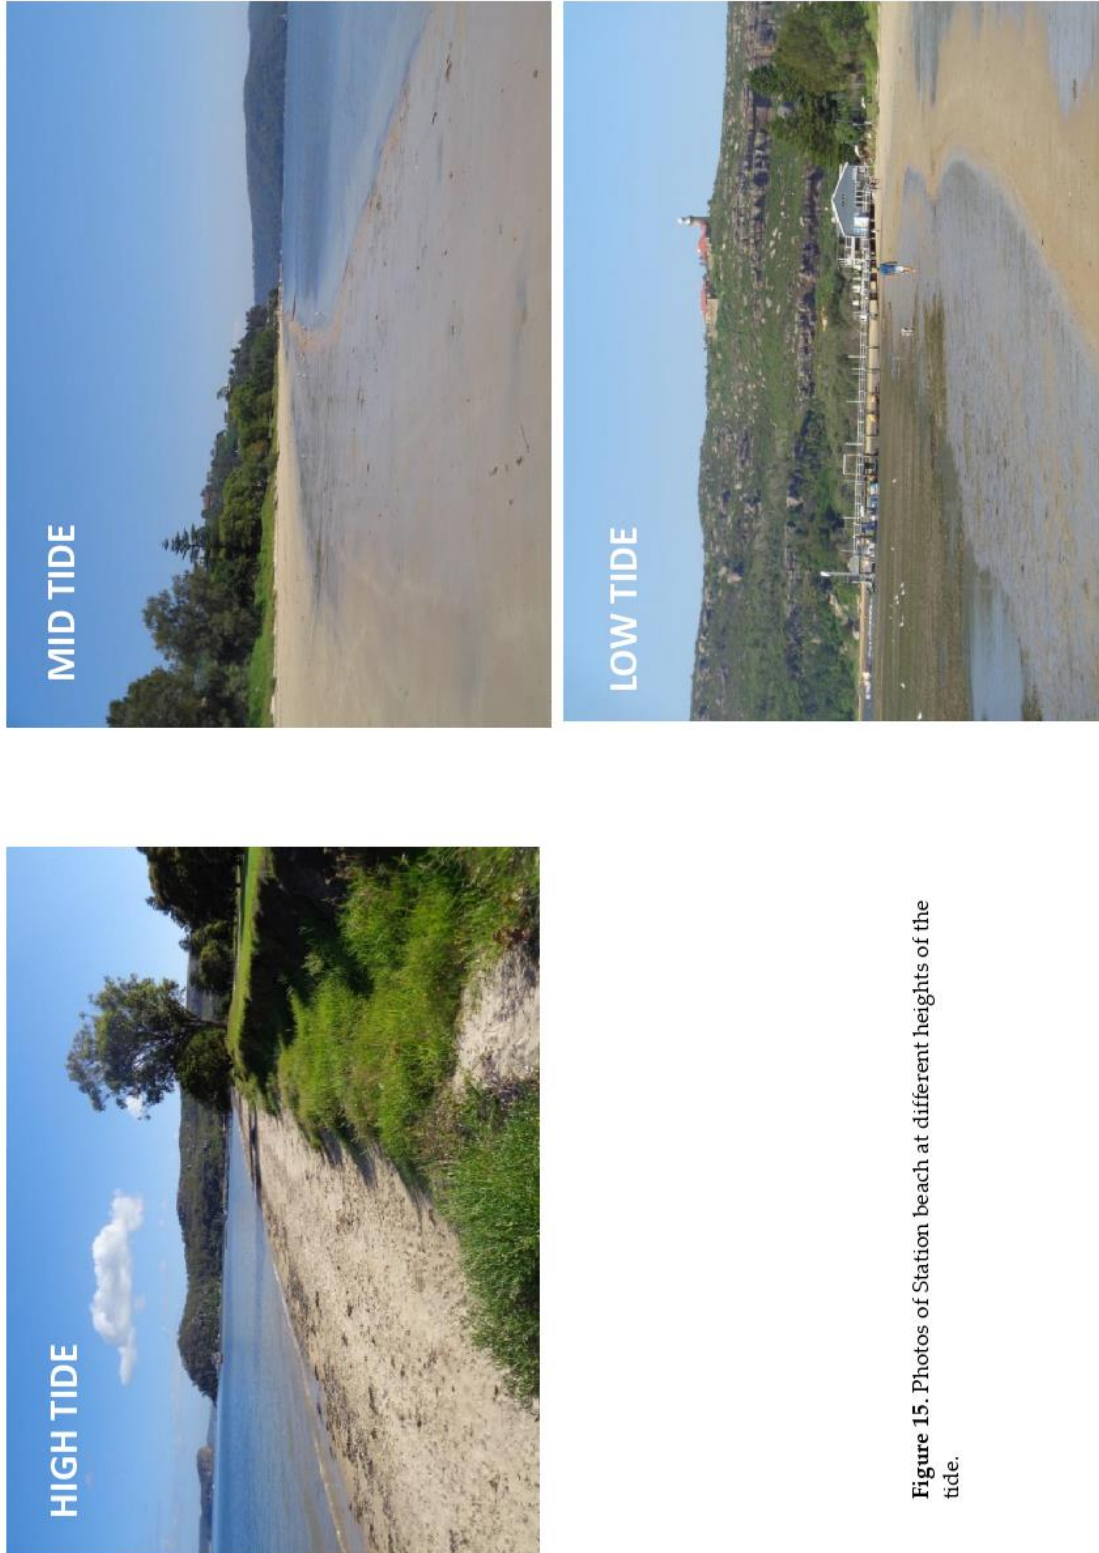 HIGH TIDE
MID TIDE
LOW TIDE
Figure 15. Photos of Station beach at different heights of the
tide.